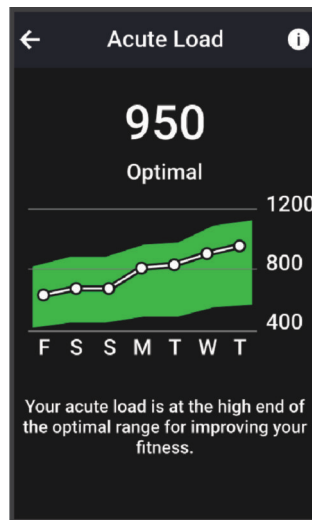 Acute Load
950
Optimal
1200
800
400
F S S M T W T
Your acute load is at the high end of
the optimal range for improving your
fitness.